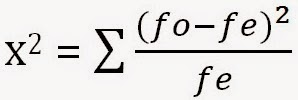 x² = ∑ (fo−fe)² / fe